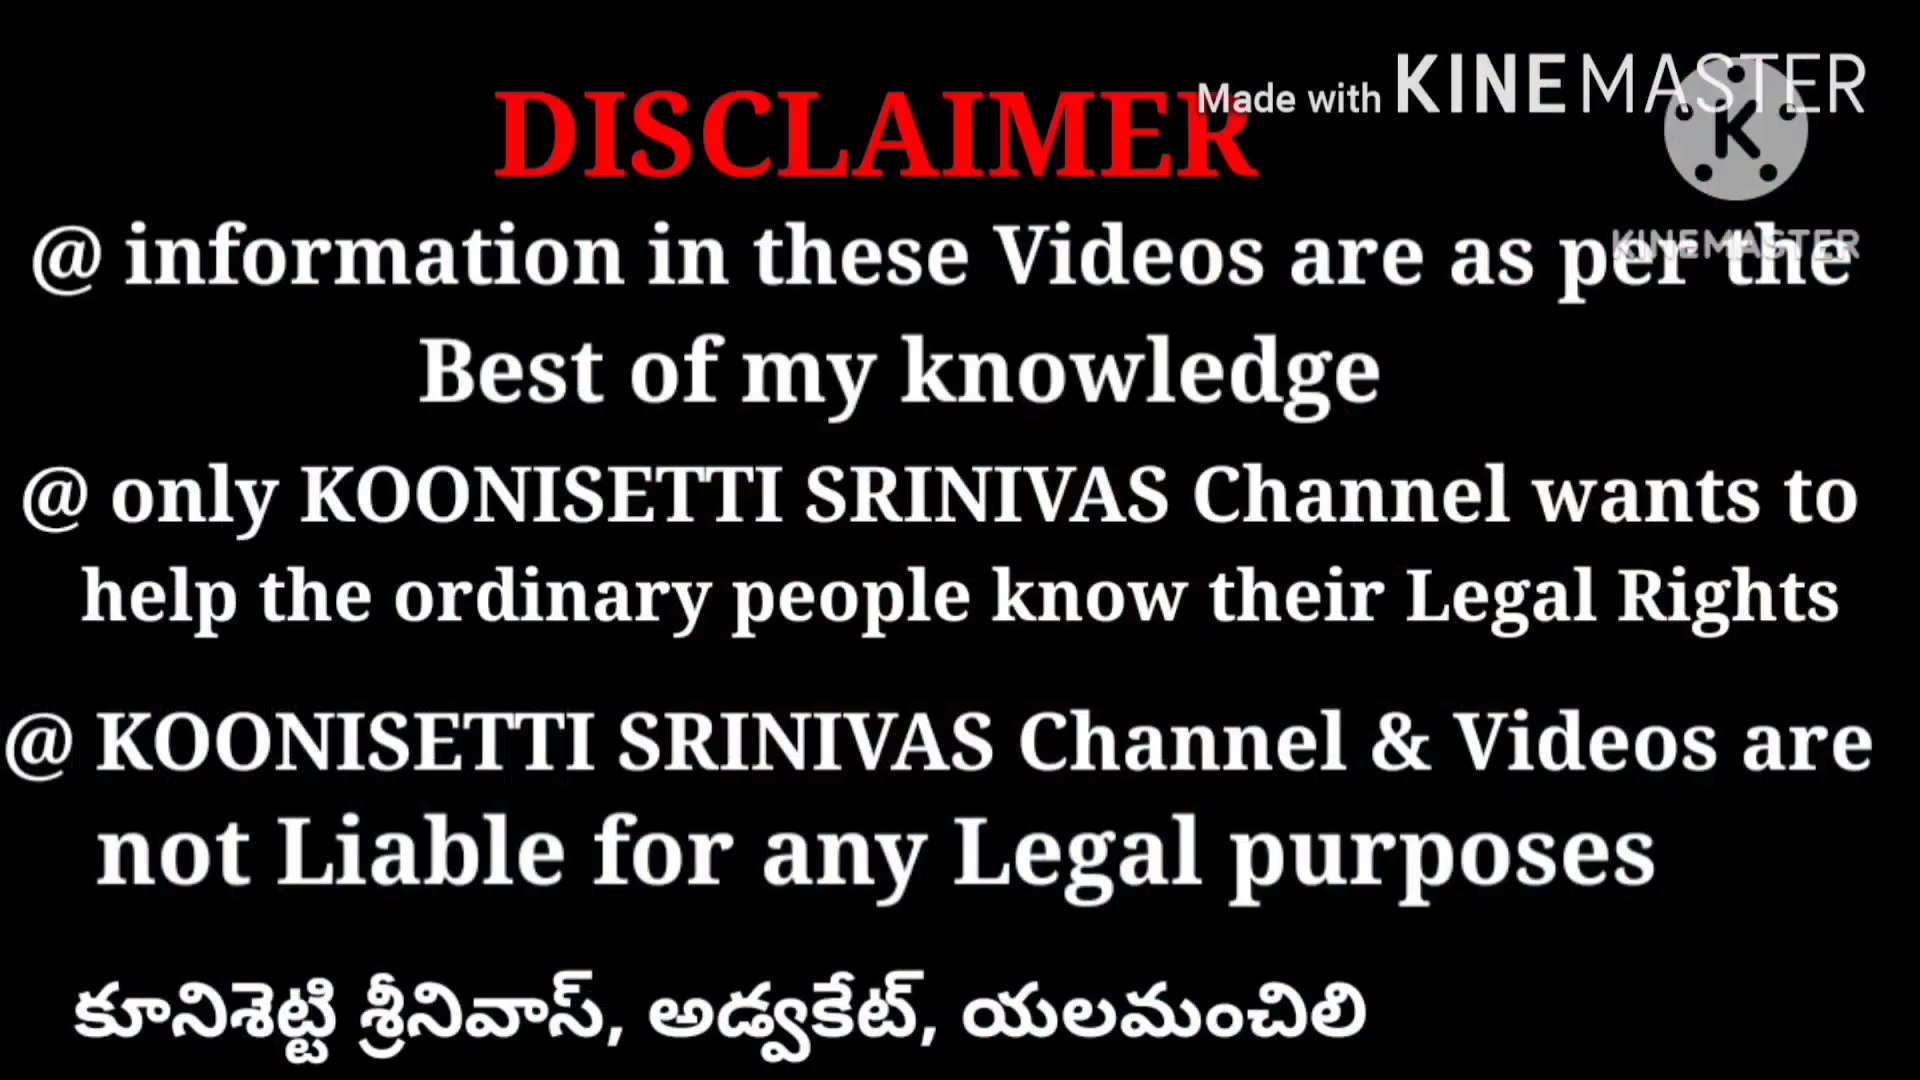 Made with KINEMASTER
DISCLAIMER
K
KINEMASTER
@ information in these Videos are as per the
Best of my knowledge
@ only KOONISETTI SRINIVAS Channel wants to
help the ordinary people know their Legal Rights
@ KOONISETTI SRINIVAS Channel & Videos are
not Liable for any Legal purposes
కూనిశెట్టి శ్రీనివాస్, అడ్వకేట్, యలమంచిలి